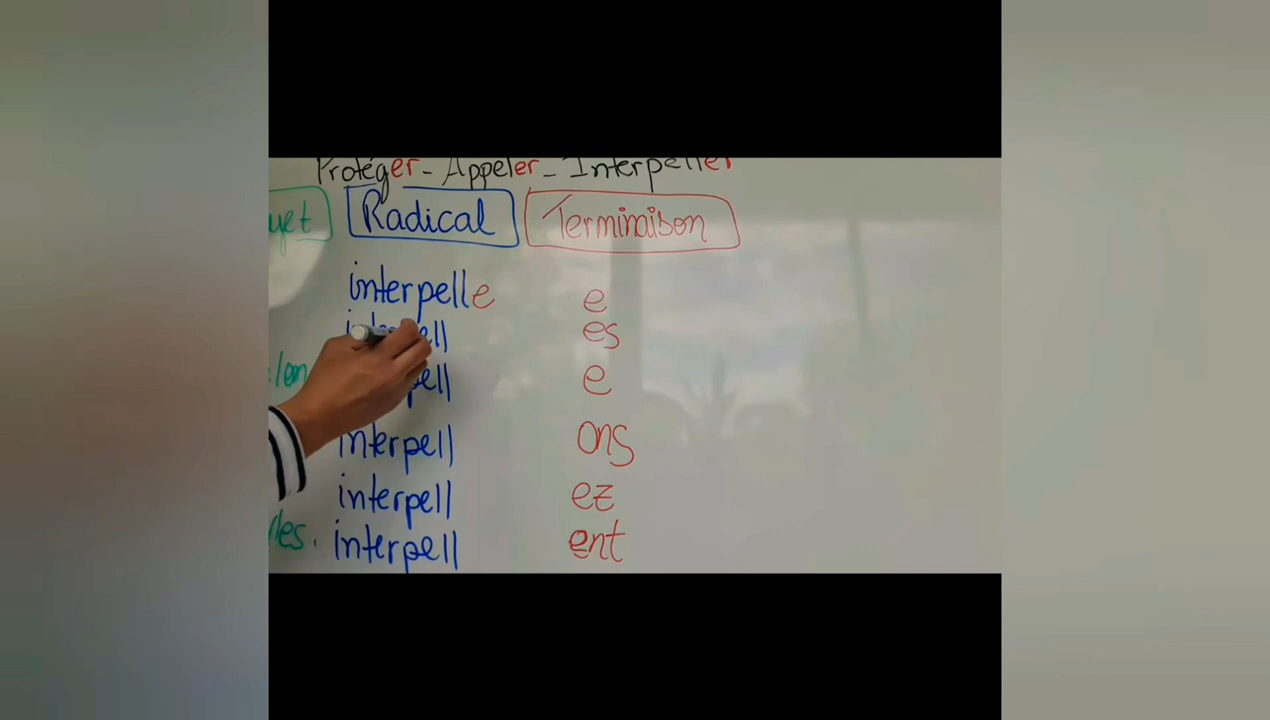 Protéger - Appeler - Interpeller
Radical Terminaison
interpelle e
es
e
interpell ons
interpell ez
interpell ent